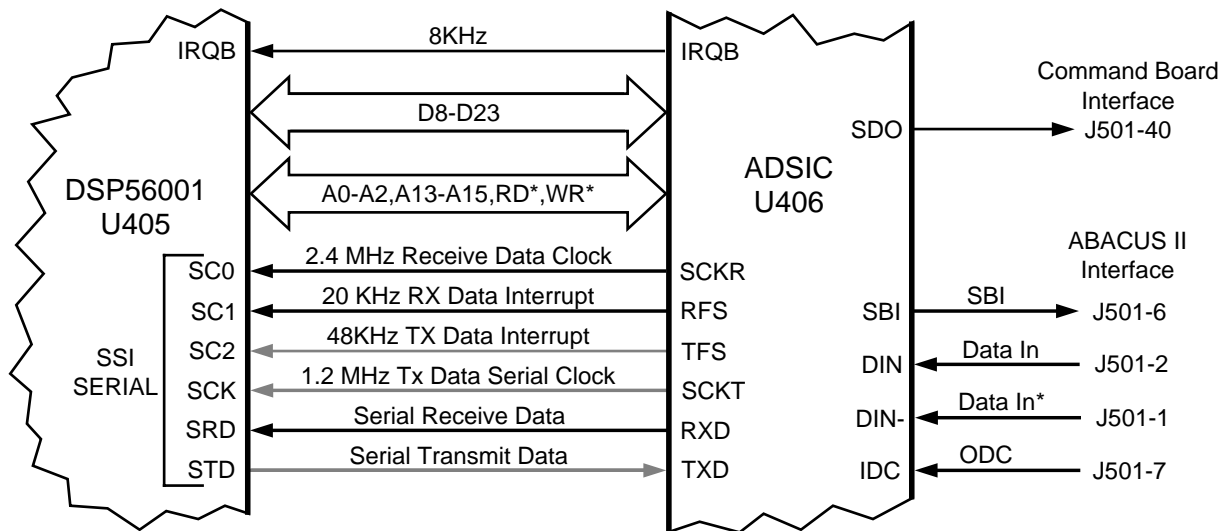 IRQB
8KHz
IRQB
Command Board
Interface
J501-40
D8-D23
SDO
ADSIC
U406
DSP56001
U405
A0-A2,A13-A15,RD*,WR*
ABACUS II
Interface
SC0
2.4 MHz Receive Data Clock
SCKR
SC1
20 KHz RX Data Interrupt
RFS
SBI
SBI
J501-6
SC2
48KHz TX Data Interrupt
TFS
DIN
Data In
J501-2
SSI
SERIAL
SCK
1.2 MHz Tx Data Serial Clock
SCKT
DIN-
Data In*
J501-1
SRD
Serial Receive Data
RXD
STD
Serial Transmit Data
TXD
IDC
ODC
J501-7